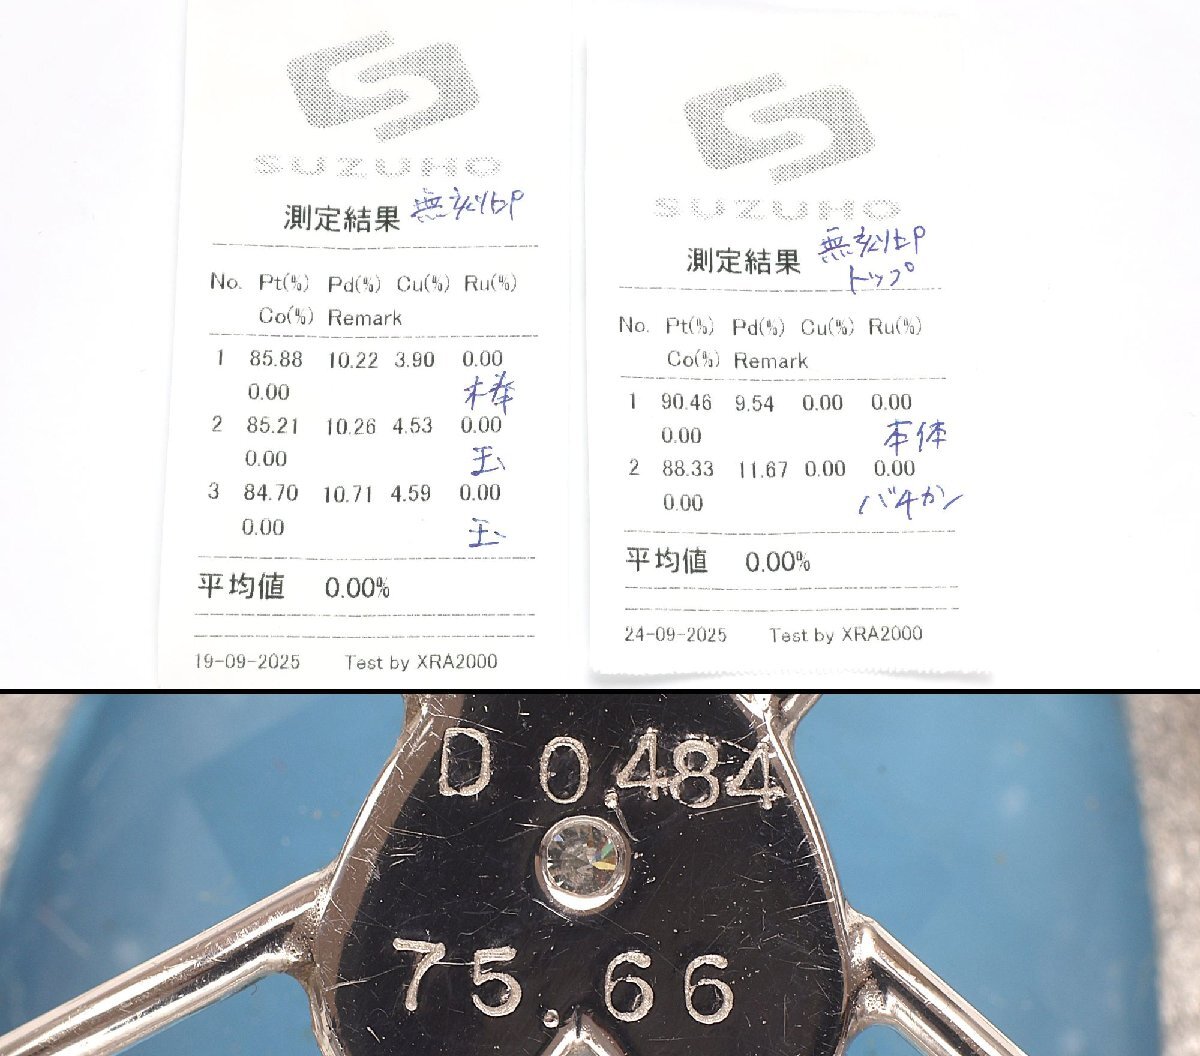 SUZUHO
測定結果 無刻印P
No. Pt(%) Pd(%) Cu(%) Ru(%)
Co(%) Remark
1 85.88 10.22 3.90 0.00
0.00 棒
2 85.21 10.26 4.53 0.00
0.00 玉
3 84.70 10.71 4.59 0.00
0.00 玉
平均値 0.00%
19-09-2025 Test by XRA2000
SUZUHO
測定結果 無刻印P
トップ
No. Pt(%) Pd(%) Cu(%) Ru(%)
Co(%) Remark
1 90.46 9.54 0.00 0.00
0.00 本体
2 88.33 11.67 0.00 0.00
0.00 バチカン
平均値 0.00%
24-09-2025 Test by XRA2000
D 0.484
75.66